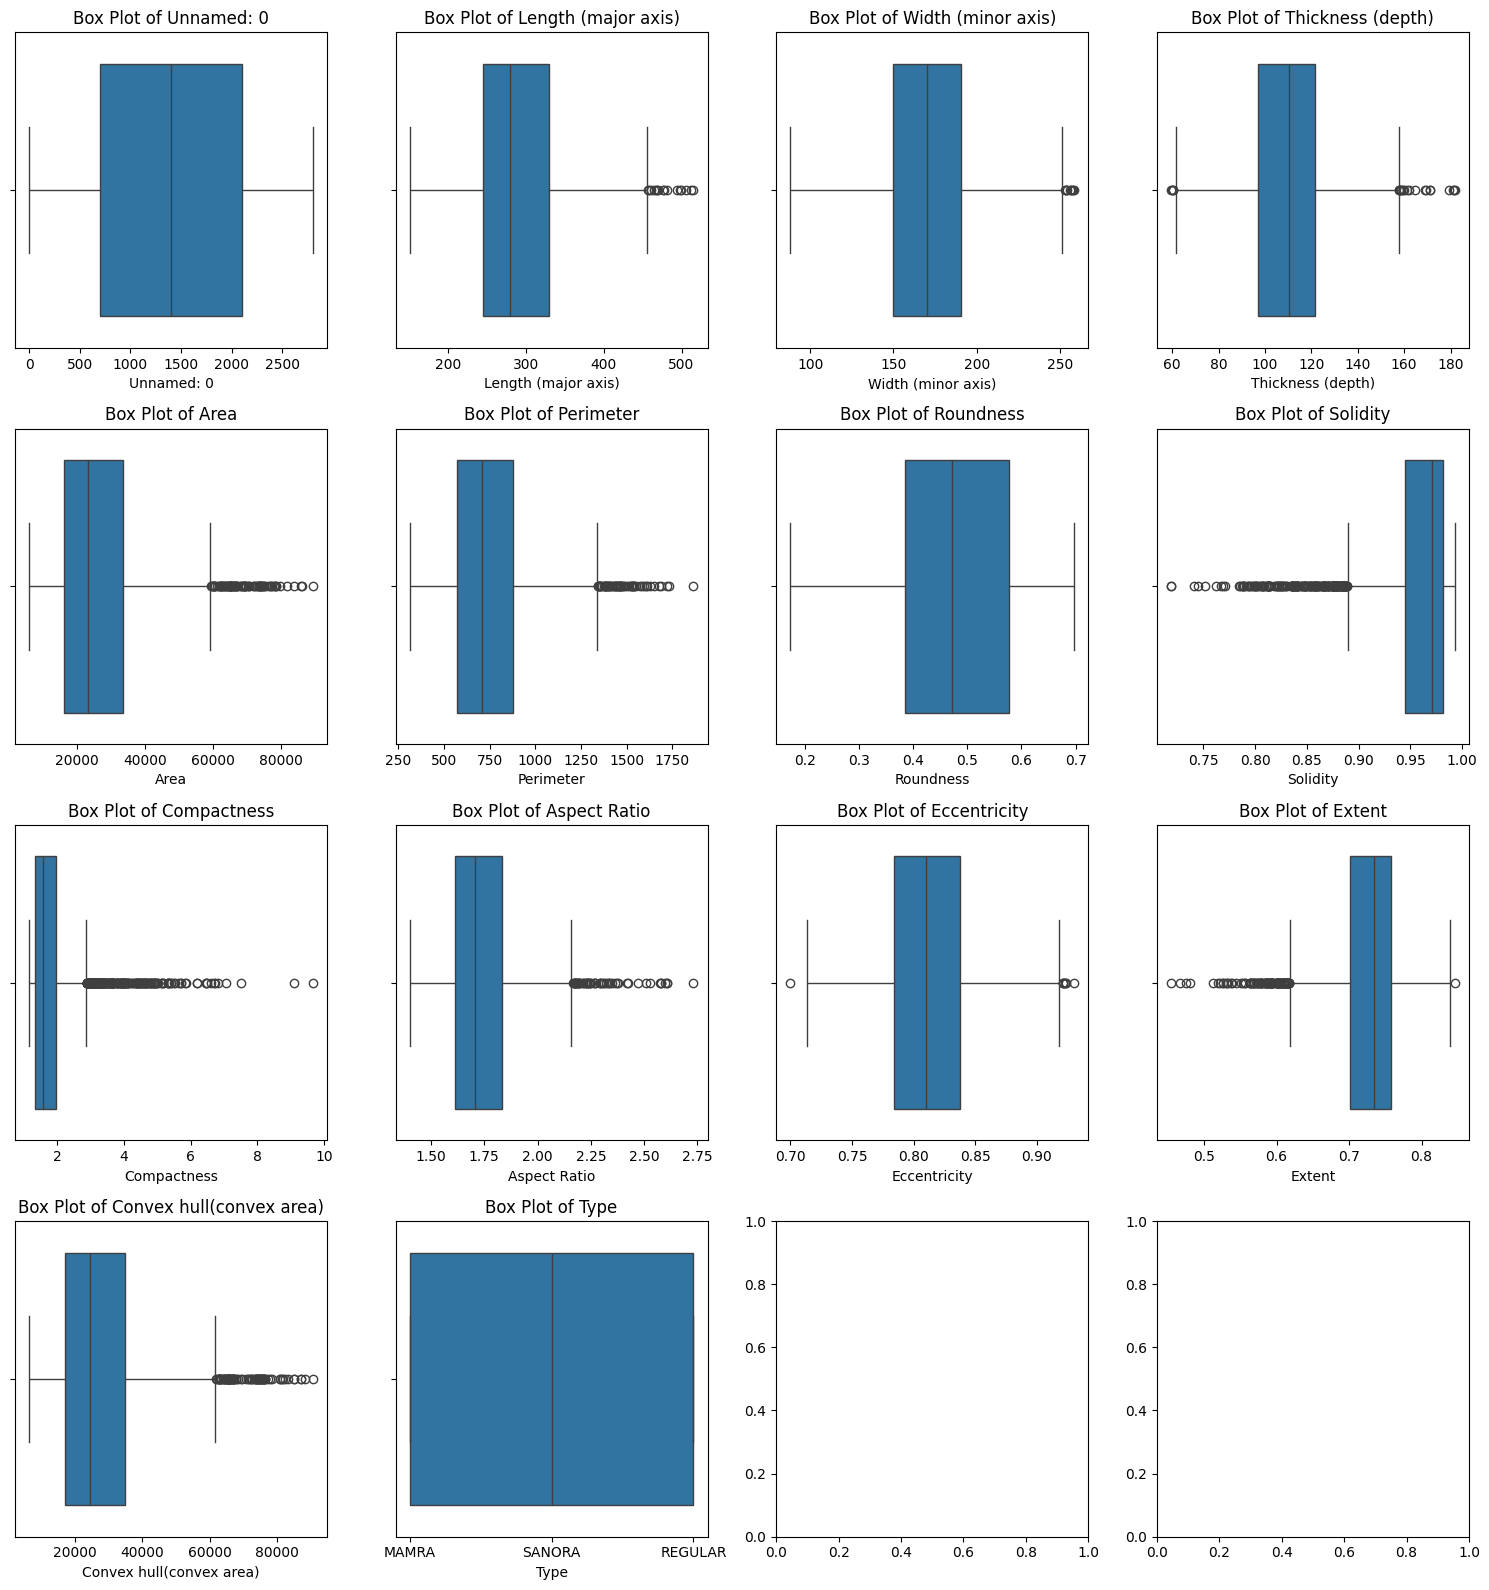 Box Plot of Unnamed: 0
0 500 1000 1500 2000 2500
Unnamed: 0
Box Plot of Length (major axis)
200 300 400 500
Length (major axis)
Box Plot of Width (minor axis)
100 150 200 250
Width (minor axis)
Box Plot of Thickness (depth)
60 80 100 120 140 160 180
Thickness (depth)
Box Plot of Area
20000 40000 60000 80000
Area
Box Plot of Perimeter
250 500 750 1000 1250 1500 1750
Perimeter
Box Plot of Roundness
0.2 0.3 0.4 0.5 0.6 0.7
Roundness
Box Plot of Solidity
0.75 0.80 0.85 0.90 0.95 1.00
Solidity
Box Plot of Compactness
2 4 6 8 10
Compactness
Box Plot of Aspect Ratio
1.50 1.75 2.00 2.25 2.50 2.75
Aspect Ratio
Box Plot of Eccentricity
0.70 0.75 0.80 0.85 0.90
Eccentricity
Box Plot of Extent
0.5 0.6 0.7 0.8
Extent
Box Plot of Convex hull(convex area)
20000 40000 60000 80000
Convex hull(convex area)
Box Plot of Type
MAMRA SANORA REGULAR
Type
1.0
0.8
0.6
0.4
0.2
0.0
0.0 0.2 0.4 0.6 0.8 1.0
1.0
0.8
0.6
0.4
0.2
0.0
0.0 0.2 0.4 0.6 0.8 1.0